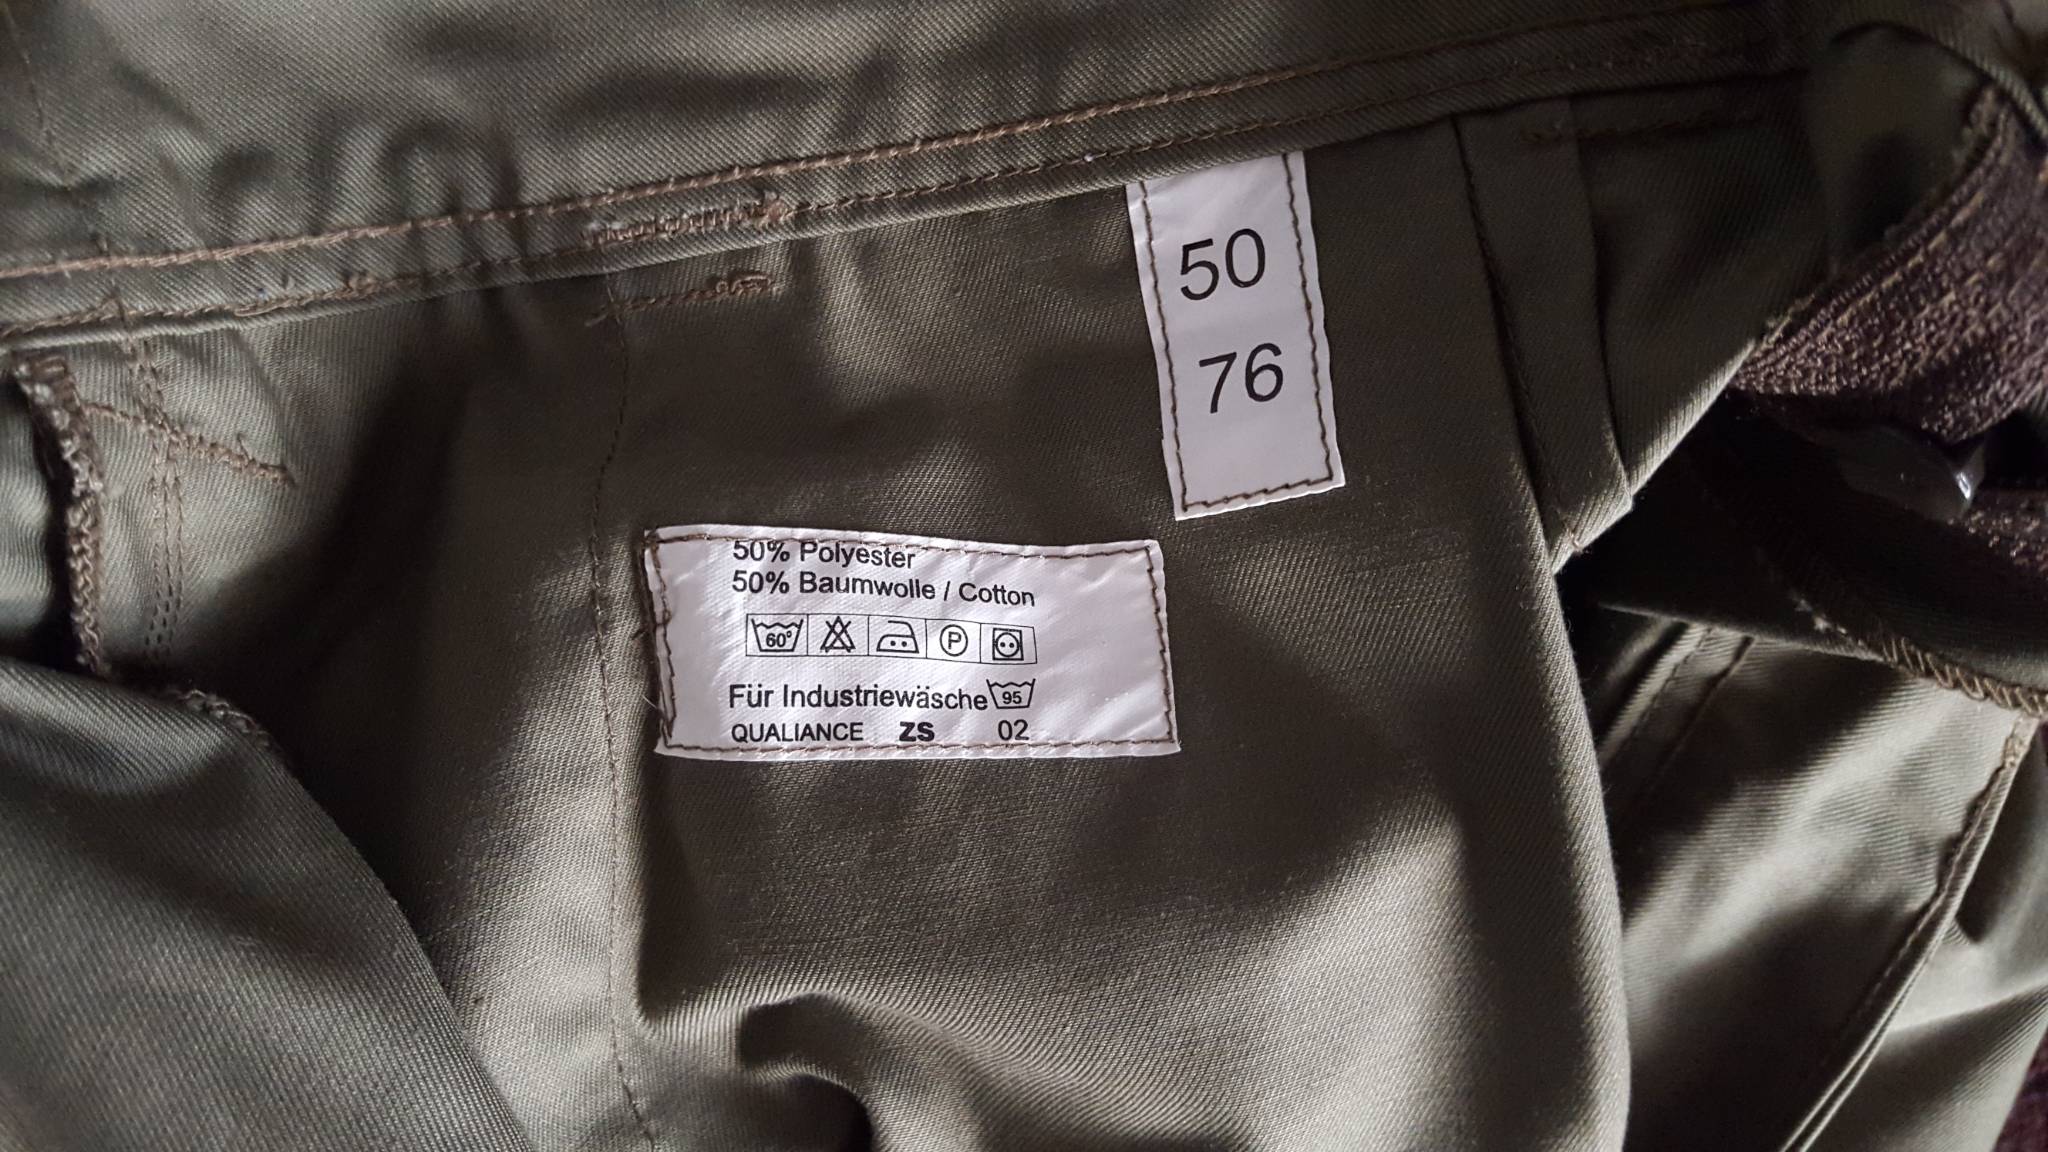 50
76
50% Polyester
50% Baumwolle / Cotton
60° P
Für Industriewäsche 95
QUALIANCE ZS 02